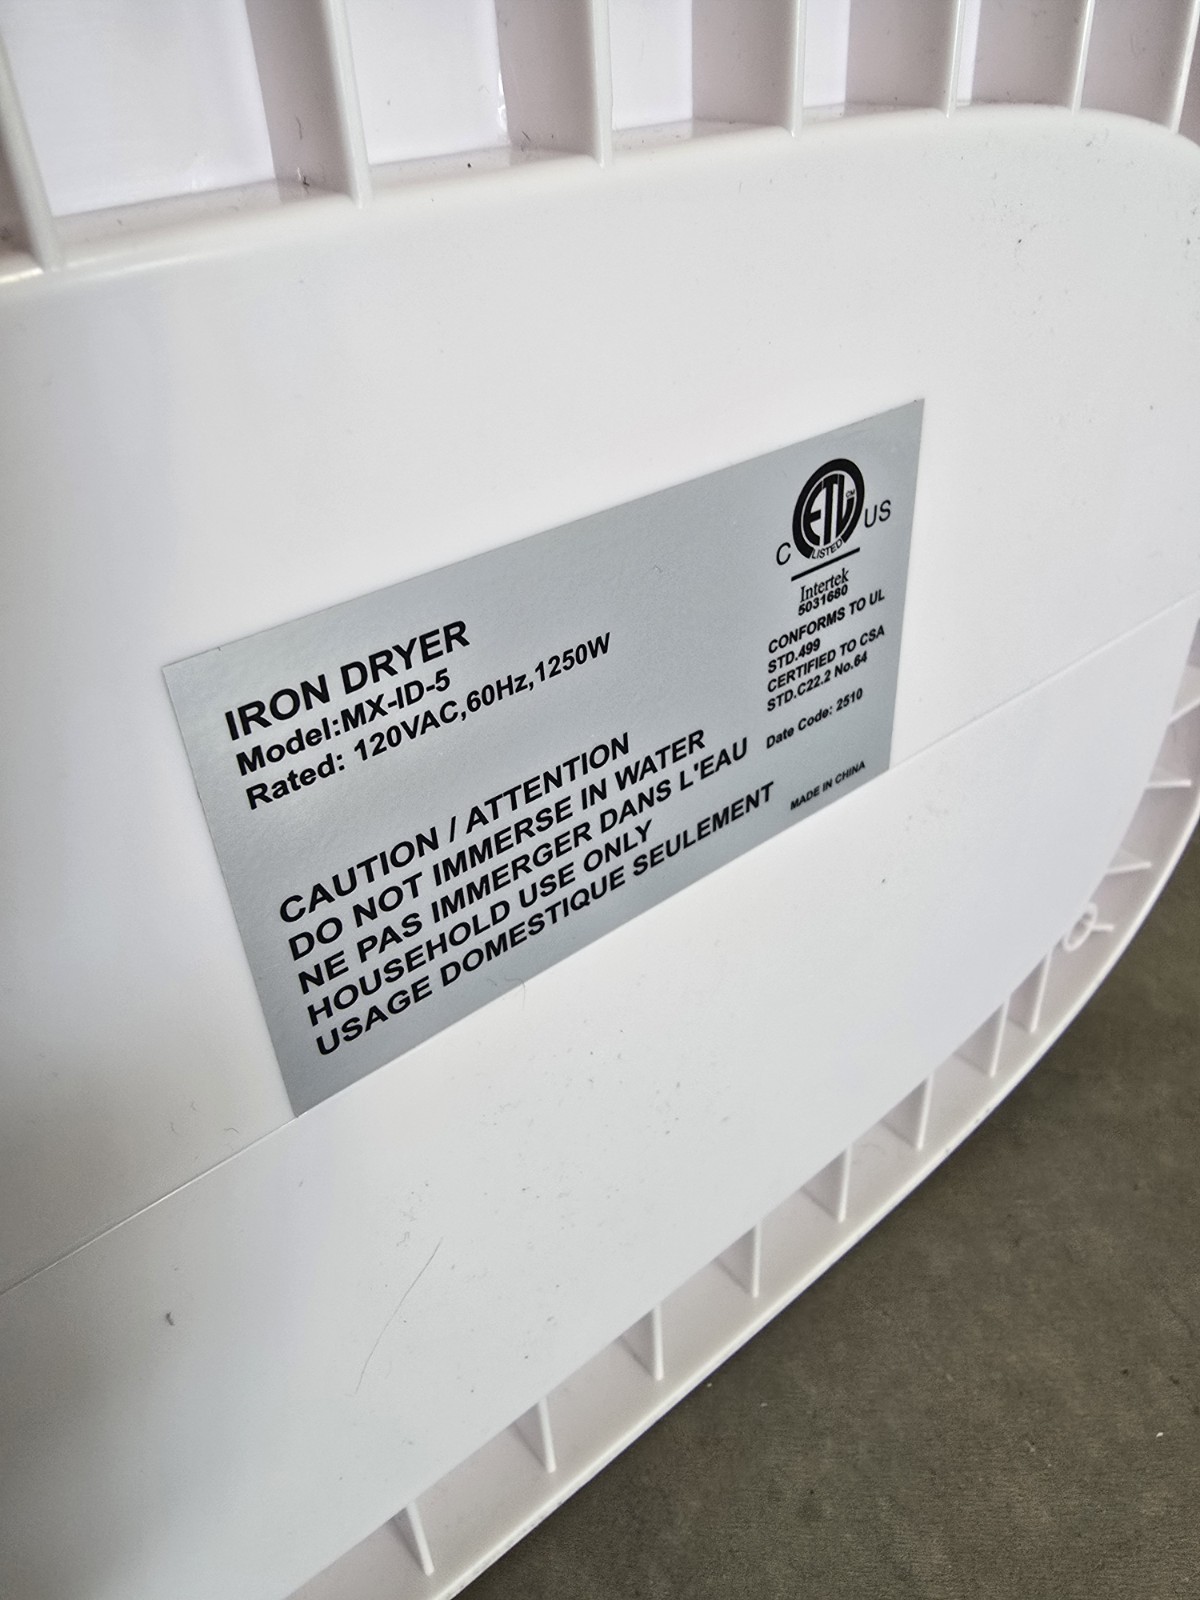 IRON DRYER
Model:MX-ID-5
Rated: 120VAC,60Hz,1250W
CAUTION / ATTENTION
DO NOT IMMERSE IN WATER
NE PAS IMMERGER DANS L'EAU
HOUSEHOLD USE ONLY
USAGE DOMESTIQUE SEULEMENT
ETL CM
C US
LISTED
Intertek
5031680
CONFORMS TO UL
STD.499
CERTIFIED TO CSA
STD.C22.2 No.64
Date Code: 2510
MADE IN CHINA